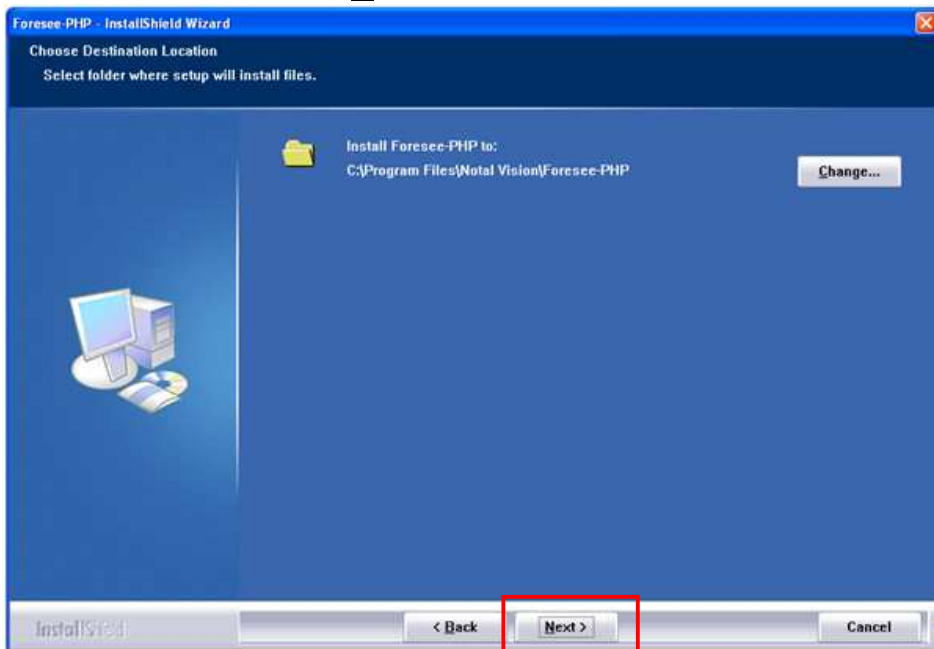 Foresee-PHP - InstallShield Wizard
Choose Destination Location
Select folder where setup will install files.
Install Foresee-PHP to:
C:\Program Files\Notal Vision\Foresee-PHP
Change...
InstallShield
< Back
Next >
Cancel